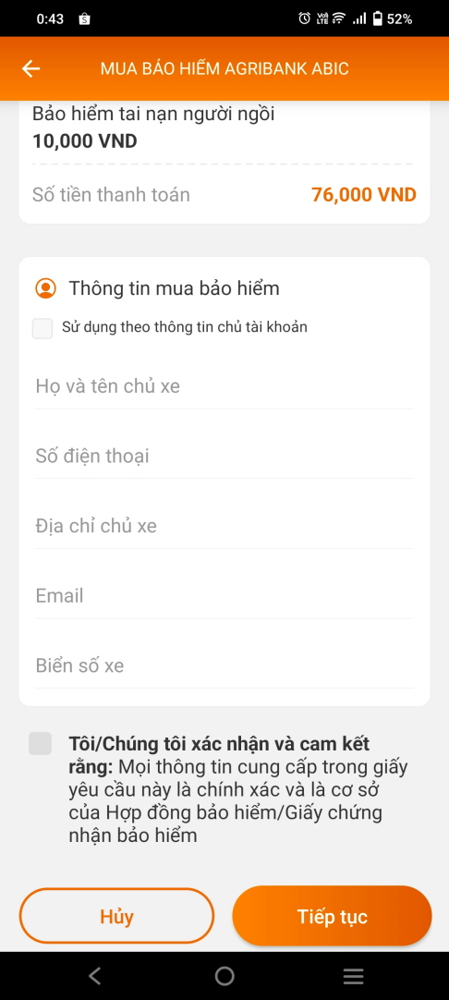 0:43
VoLTE 52%
MUA BẢO HIỂM AGRIBANK ABIC
Bảo hiểm tai nạn người ngồi
10,000 VND
Số tiền thanh toán 76,000 VND
Thông tin mua bảo hiểm
Sử dụng theo thông tin chủ tài khoản
Họ và tên chủ xe
Số điện thoại
Địa chỉ chủ xe
Email
Biển số xe
Tôi/Chúng tôi xác nhận và cam kết
rằng: Mọi thông tin cung cấp trong giấy
yêu cầu này là chính xác và là cơ sở
của Hợp đồng bảo hiểm/Giấy chứng
nhận bảo hiểm
Hủy Tiếp tục